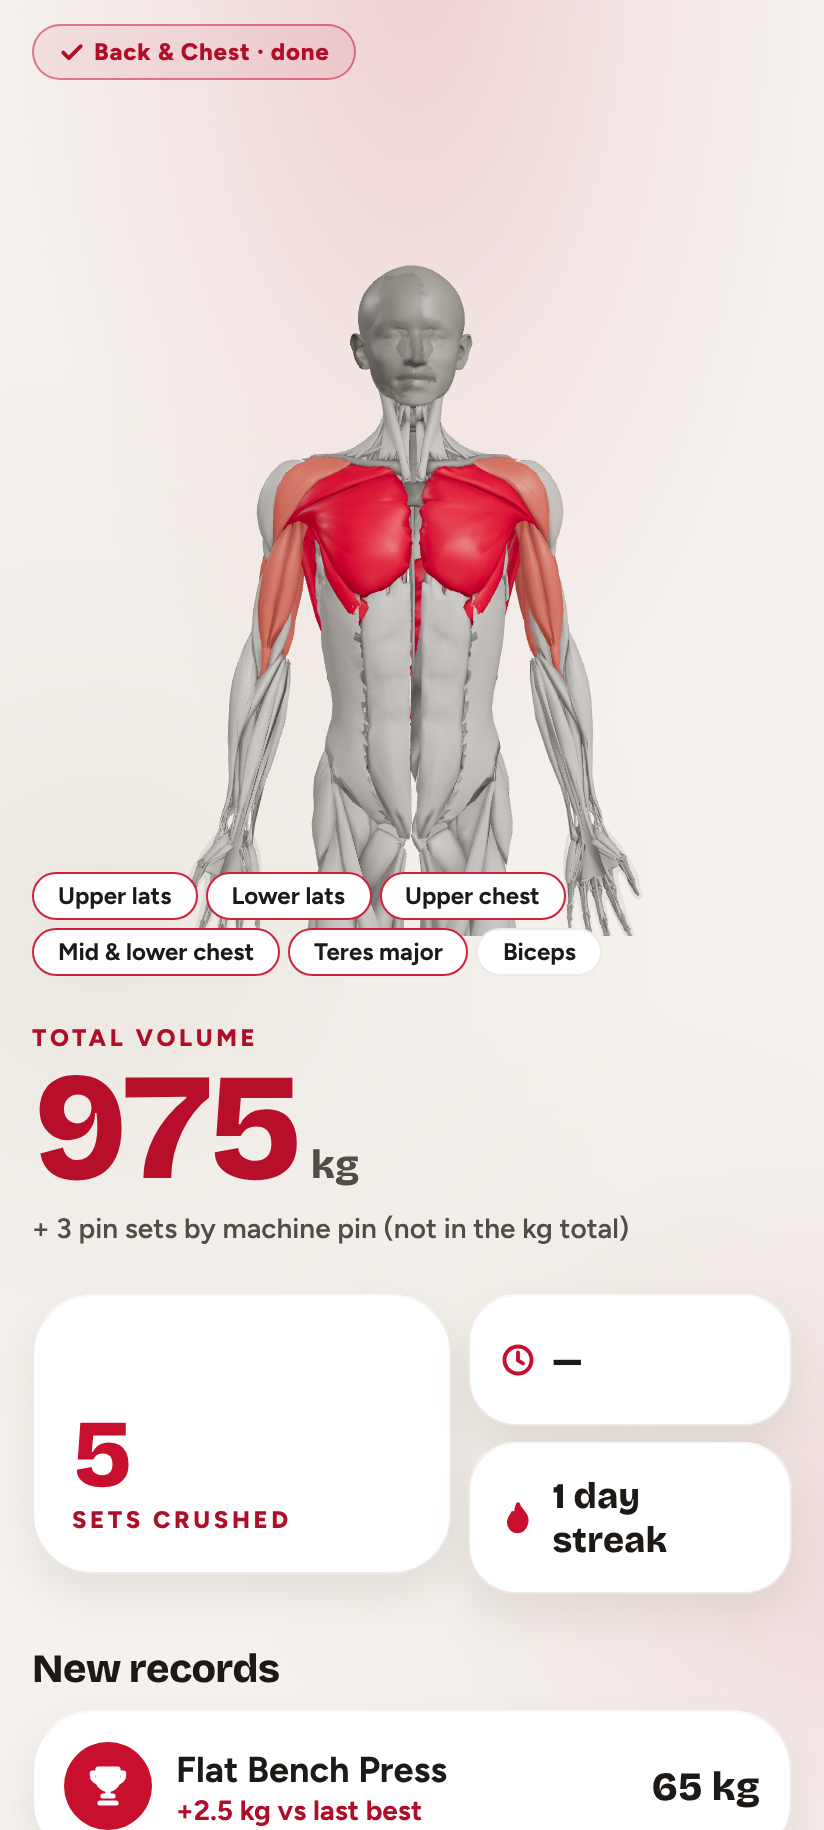 Back & Chest · done
Upper lats
Lower lats
Upper chest
Mid & lower chest
Teres major
Biceps
TOTAL VOLUME
975 kg
+ 3 pin sets by machine pin (not in the kg total)
5
SETS CRUSHED
—
1 day
streak
New records
Flat Bench Press
+2.5 kg vs last best
65 kg